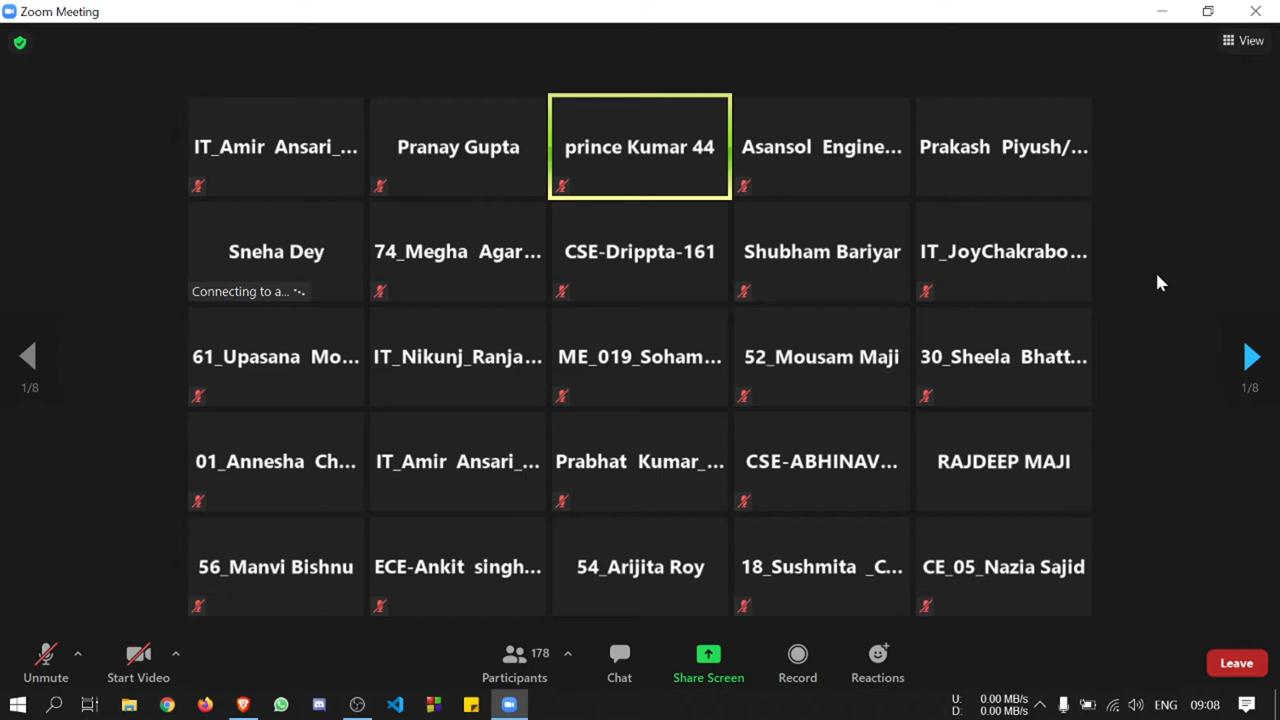 Zoom Meeting
View
IT_Amir Ansari_...
Pranay Gupta
prince Kumar 44
Asansol Engine...
Prakash Piyush/...
Sneha Dey
Connecting to a...
74_Megha Agar...
CSE-Drippta-161
Shubham Bariyar
IT_JoyChakrabo...
61_Upasana Mo...
IT_Nikunj_Ranja...
ME_019_Soham...
52_Mousam Maji
30_Sheela Bhatt...
1/8
1/8
01_Annesha Ch...
IT_Amir Ansari_...
Prabhat Kumar_...
CSE-ABHINAV...
RAJDEEP MAJI
56_Manvi Bishnu
ECE-Ankit singh...
54_Arijita Roy
18_Sushmita _C...
CE_05_Nazia Sajid
Unmute
Start Video
178
Participants
Chat
Share Screen
Record
Reactions
Leave
U: 0.00 MB/s
D: 0.00 MB/s
ENG
09:08